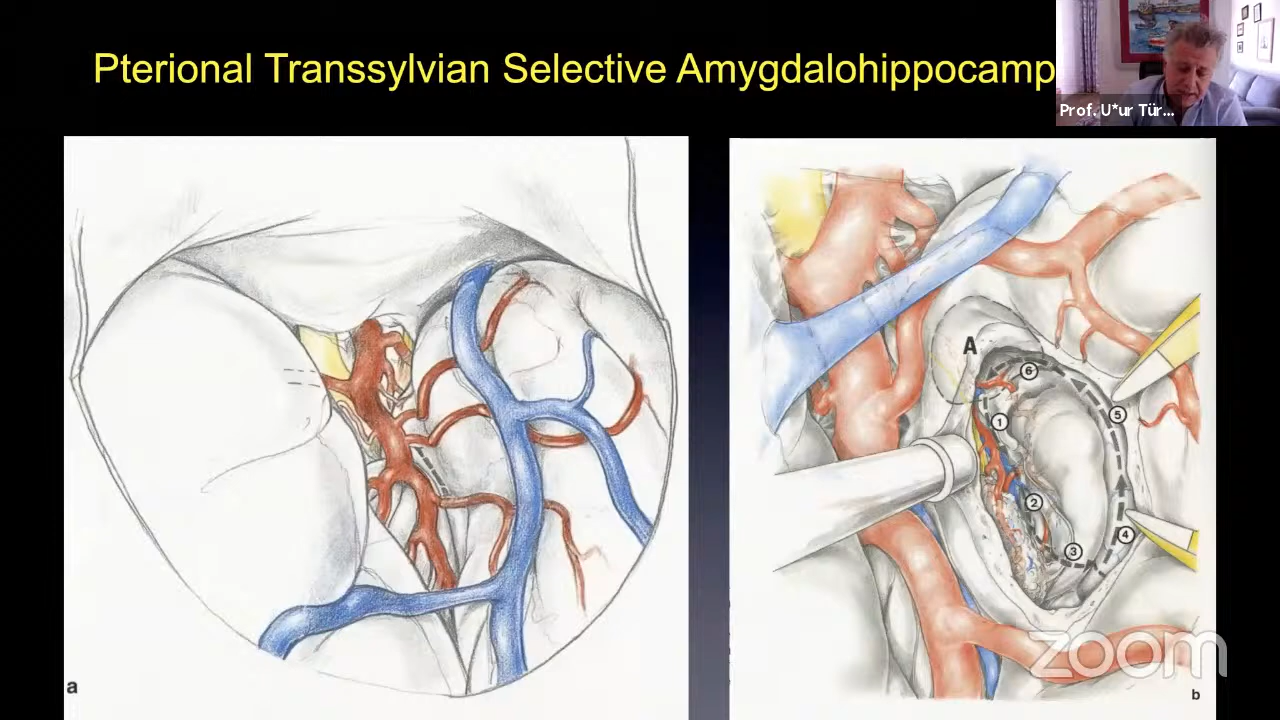 Pterional Transsylvian Selective Amygdalohippocamp
Prof. U*ur Tür...
A
6
1
5
2
4
3
zoom
a
b